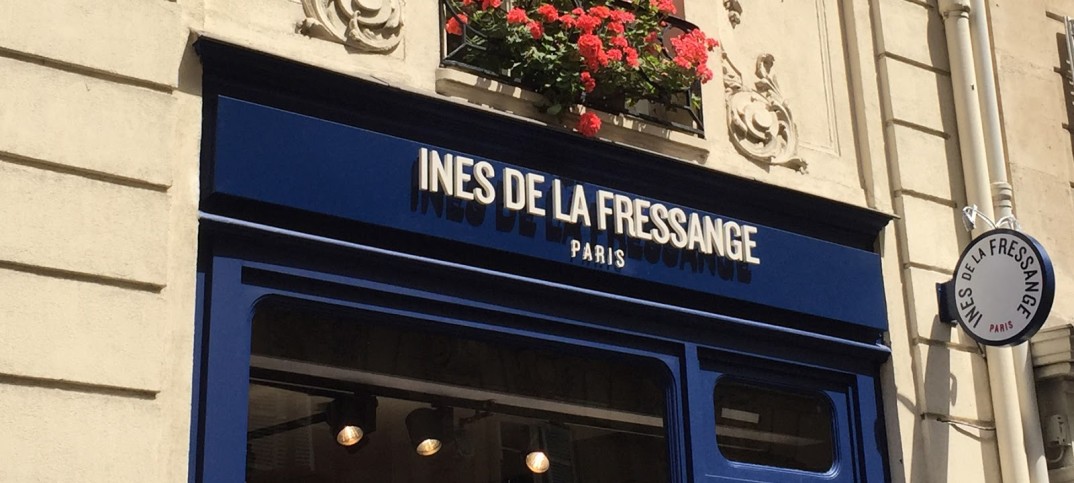 INES DE LA FRESSANGE
PARIS
INES DE LA FRESSANGE
PARIS